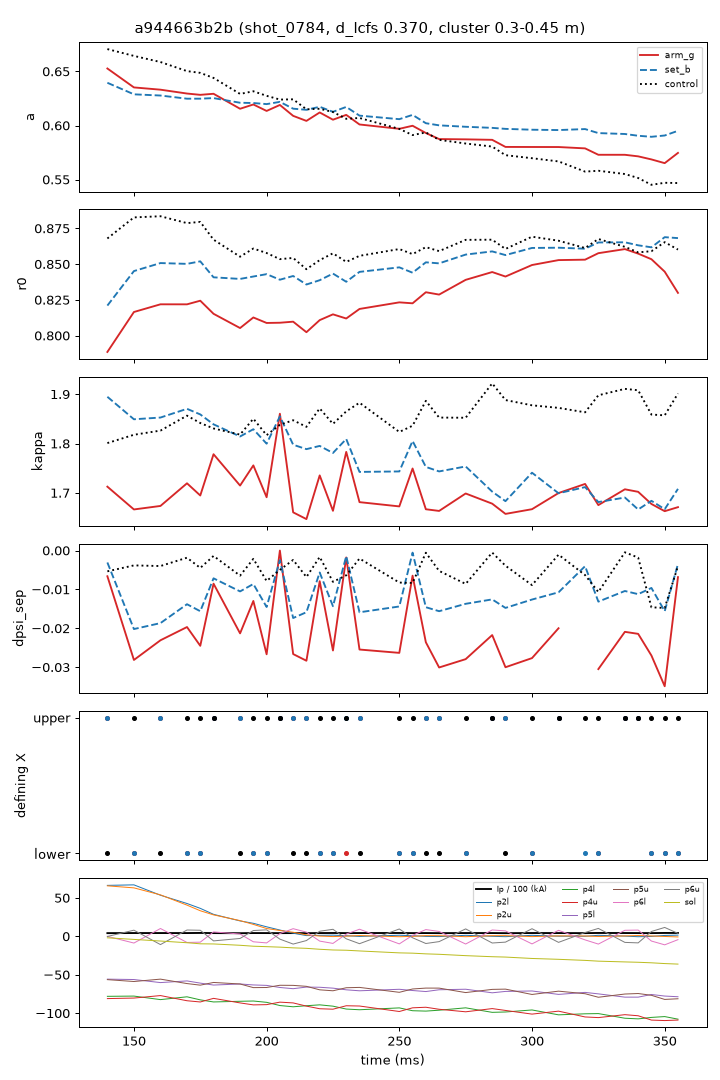 a944663b2b (shot_0784, d_lcfs 0.370, cluster 0.3-0.45 m)
0.65
0.60
0.55
a
arm_g
set_b
control
0.875
0.850
0.825
0.800
r0
1.9
1.8
1.7
kappa
0.00
−0.01
−0.02
−0.03
dpsi_sep
upper
lower
defining X
50
0
−50
−100
Ip / 100 (kA)
p2l
p2u
p4l
p4u
p5l
p5u
p6l
p6u
sol
150
200
250
300
350
time (ms)